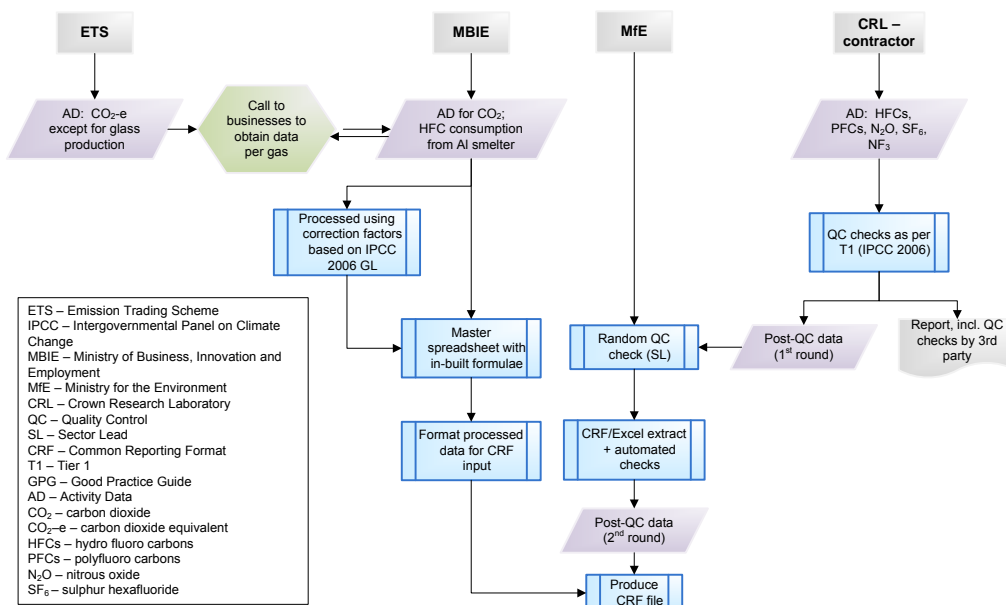 ETS
MBIE
MfE
CRL –
contractor
AD: CO₂-e
except for glass
production
Call to
businesses to
obtain data
per gas
AD for CO₂;
HFC consumption
from Al smelter
AD: HFCs,
PFCs, N₂O, SF₆,
NF₃
Processed using
correction factors
based on IPCC
2006 GL
QC checks as per
T1 (IPCC 2006)
Master
spreadsheet with
in-built formulae
Random QC
check (SL)
Post-QC data
(1st round)
Report, incl. QC
checks by 3rd
party
Format processed
data for CRF
input
CRF/Excel extract
+ automated
checks
Post-QC data
(2nd round)
Produce
CRF file
ETS – Emission Trading Scheme
IPCC – Intergovernmental Panel on Climate
Change
MBIE – Ministry of Business, Innovation and
Employment
MfE – Ministry for the Environment
CRL – Crown Research Laboratory
QC – Quality Control
SL – Sector Lead
CRF – Common Reporting Format
T1 – Tier 1
GPG – Good Practice Guide
AD – Activity Data
CO₂ – carbon dioxide
CO₂–e – carbon dioxide equivalent
HFCs – hydro fluoro carbons
PFCs – polyfluoro carbons
N₂O – nitrous oxide
SF₆ – sulphur hexafluoride